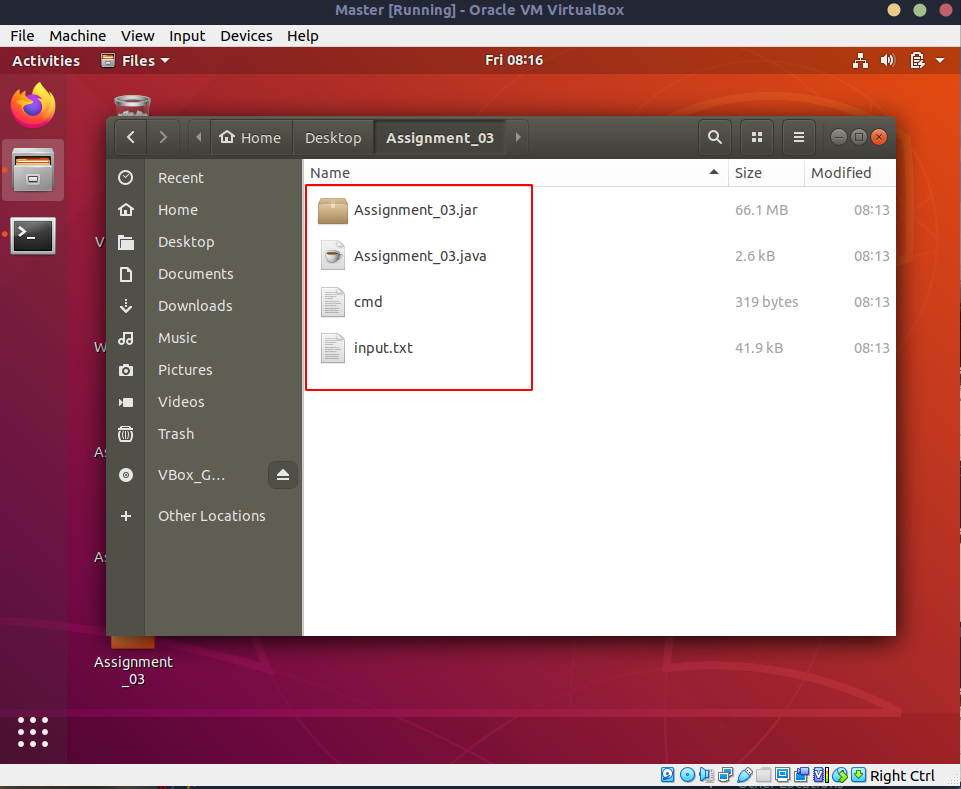 Master [Running] - Oracle VM VirtualBox
File Machine View Input Devices Help
Activities Files Fri 08:16
Home Desktop Assignment_03
Recent
Home
Desktop
Documents
Downloads
Music
Pictures
Videos
Trash
VBox_G...
Other Locations
Name Size Modified
Assignment_03.jar 66.1 MB 08:13
Assignment_03.java 2.6 kB 08:13
cmd 319 bytes 08:13
input.txt 41.9 kB 08:13
V
W
As
As
Assignment
_03
Right Ctrl
Other Locations